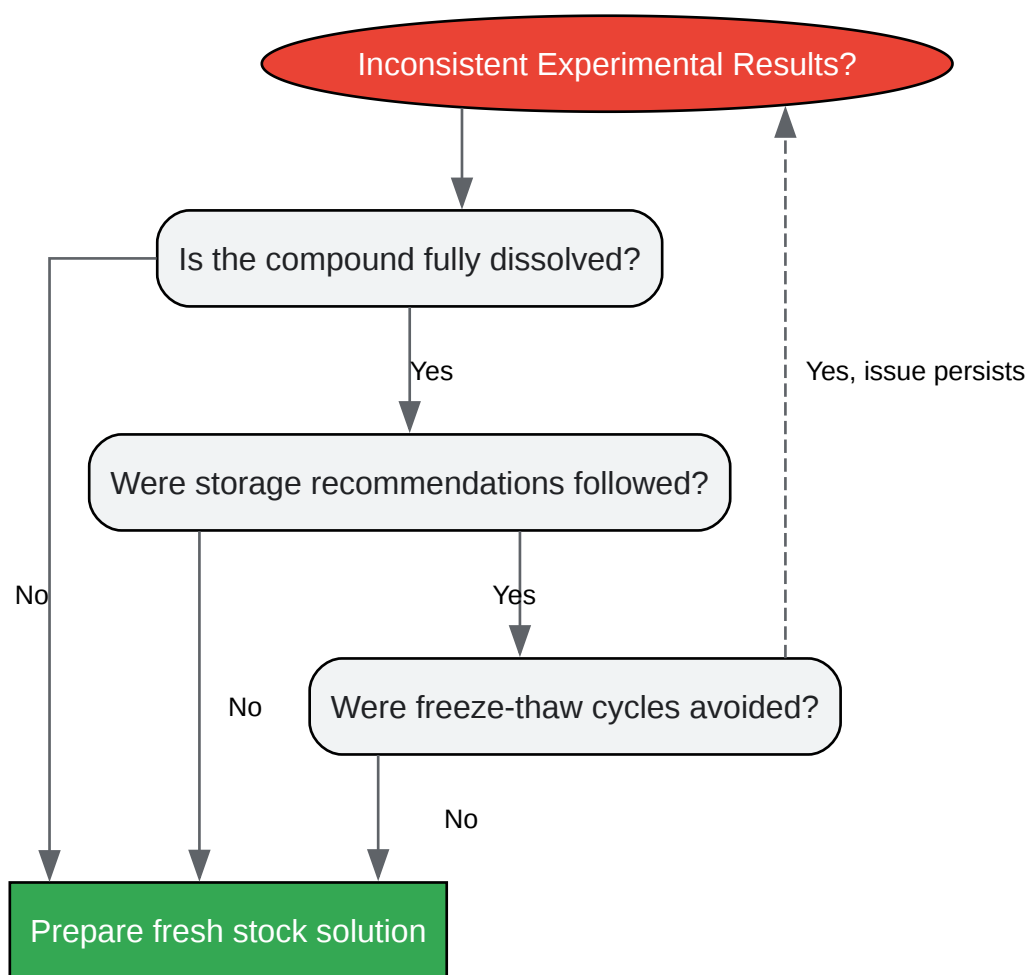 Inconsistent Experimental Results?
Is the compound fully dissolved?
Yes
Yes, issue persists
Were storage recommendations followed?
No
Yes
No
Were freeze-thaw cycles avoided?
No
Prepare fresh stock solution